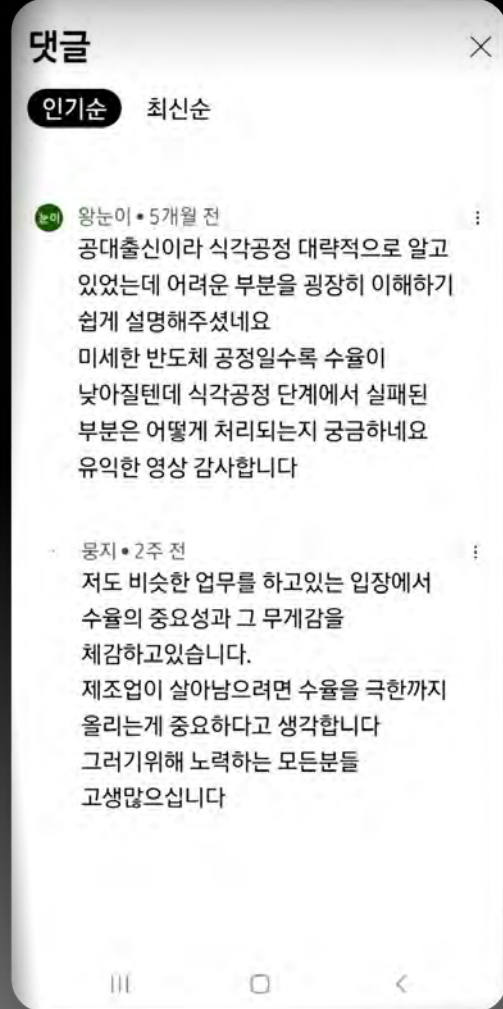 댓글
인기순 최신순
눈이
왕눈이 • 5개월 전
공대출신이라 식각공정 대략적으로 알고
있었는데 어려운 부분을 굉장히 이해하기
쉽게 설명해주셨네요
미세한 반도체 공정일수록 수율이
낮아질텐데 식각공정 단계에서 실패된
부분은 어떻게 처리되는지 궁금하네요
유익한 영상 감사합니다
뭉지 • 2주 전
저도 비슷한 업무를 하고있는 입장에서
수율의 중요성과 그 무게감을
체감하고있습니다.
제조업이 살아남으려면 수율을 극한까지
올리는게 중요하다고 생각합니다
그러기위해 노력하는 모든분들
고생많으십니다